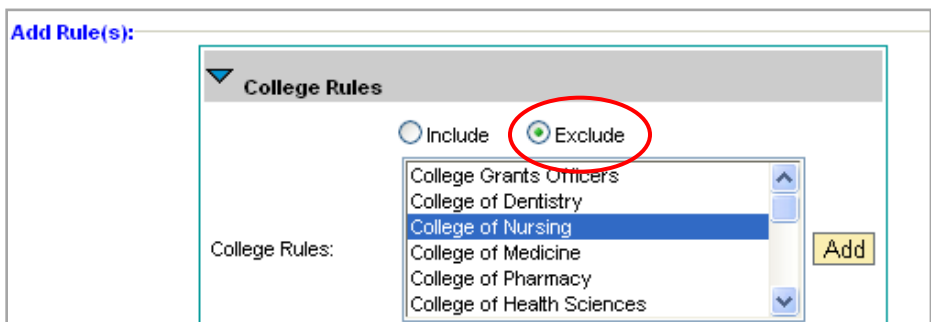 Add Rule(s):
College Rules
Include Exclude
College Grants Officers
College of Dentistry
College of Nursing
College Rules: College of Medicine Add
College of Pharmacy
College of Health Sciences